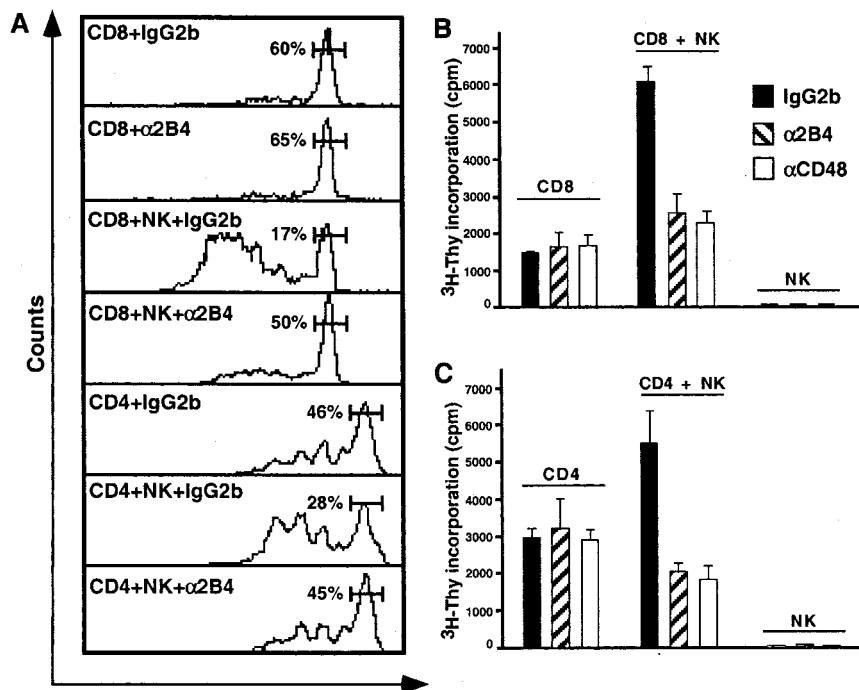 A
CD8+IgG2b
60%
CD8+α2B4
65%
CD8+NK+IgG2b
17%
CD8+NK+α2B4
50%
CD4+IgG2b
46%
CD4+NK+IgG2b
28%
CD4+NK+α2B4
45%
Counts
B
CD8 + NK
7000
6000
5000
4000
3000
2000
1000
0
³H-Thy incorporation (cpm)
CD8
NK
IgG2b
α2B4
αCD48
C
CD4 + NK
7000
6000
5000
4000
3000
2000
1000
0
³H-Thy incorporation (cpm)
CD4
NK